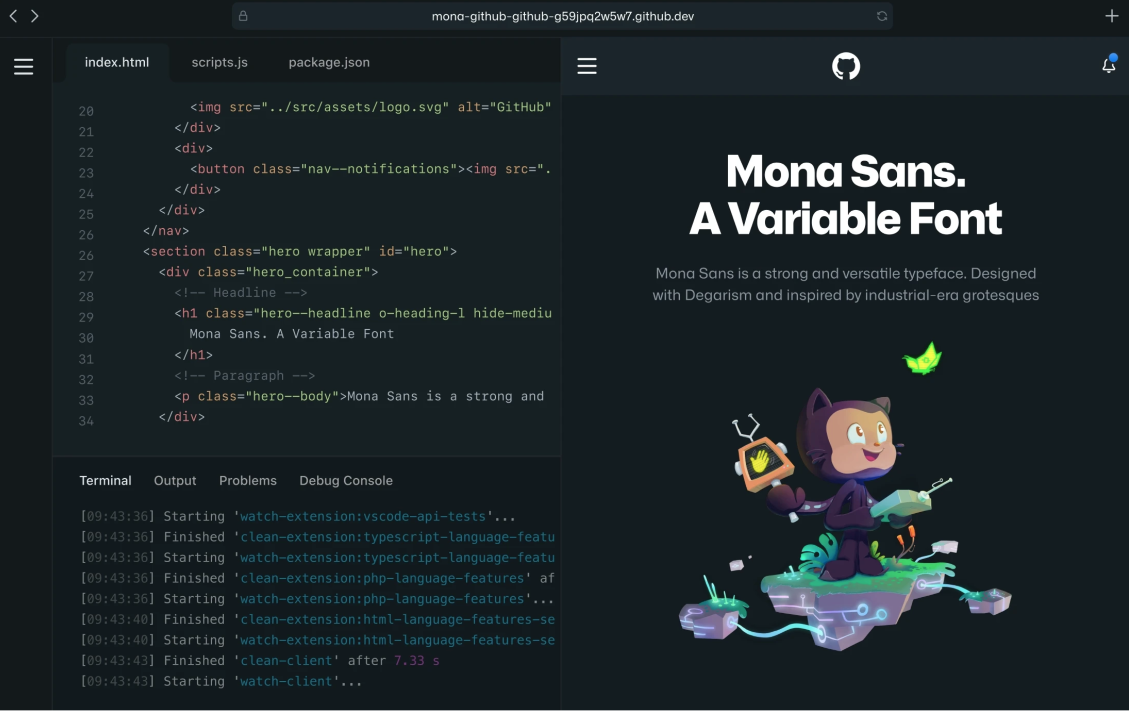 mona-github-github-g59jpq2w5w7.github.dev
index.html scripts.js package.json
20 <img src="../src/assets/logo.svg" alt="GitHub"
21 </div>
22 <div>
23 <button class="nav--notifications"><img src=".
24 </div>
25 </div>
26 </nav>
26 <section class="hero wrapper" id="hero">
27 <div class="hero_container">
28 <!-- Headline -->
29 <h1 class="hero--headline o-heading-l hide-mediu
30 Mona Sans. A Variable Font
31 </h1>
32 <!-- Paragraph -->
33 <p class="hero--body">Mona Sans is a strong and
34 </div>
Terminal Output Problems Debug Console
[09:43:36] Starting 'watch-extension:vscode-api-tests'...
[09:43:36] Finished 'clean-extension:typescript-language-featu
[09:43:36] Starting 'watch-extension:typescript-language-featu
[09:43:36] Finished 'clean-extension:php-language-features' af
[09:43:36] Starting 'watch-extension:php-language-features'...
[09:43:40] Finished 'clean-extension:html-language-features-se
[09:43:40] Starting 'watch-extension:html-language-features-se
[09:43:43] Finished 'clean-client' after 7.33 s
[09:43:43] Starting 'watch-client'...
Mona Sans.
A Variable Font
Mona Sans is a strong and versatile typeface. Designed
with Degarism and inspired by industrial-era grotesques